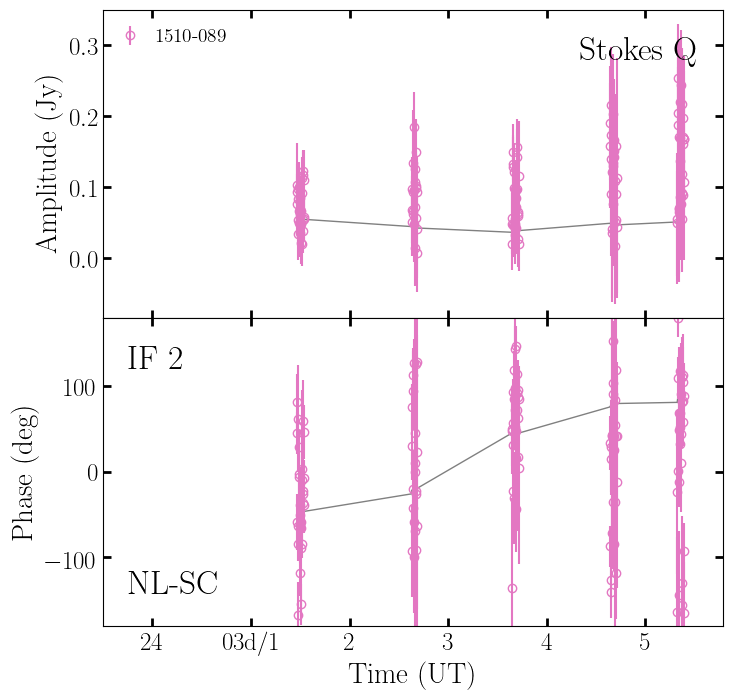 1510-089
Stokes Q
0.3
0.2
0.1
0.0
Amplitude (Jy)
IF 2
100
0
−100
Phase (deg)
NL-SC
24 03d/1 2 3 4 5
Time (UT)